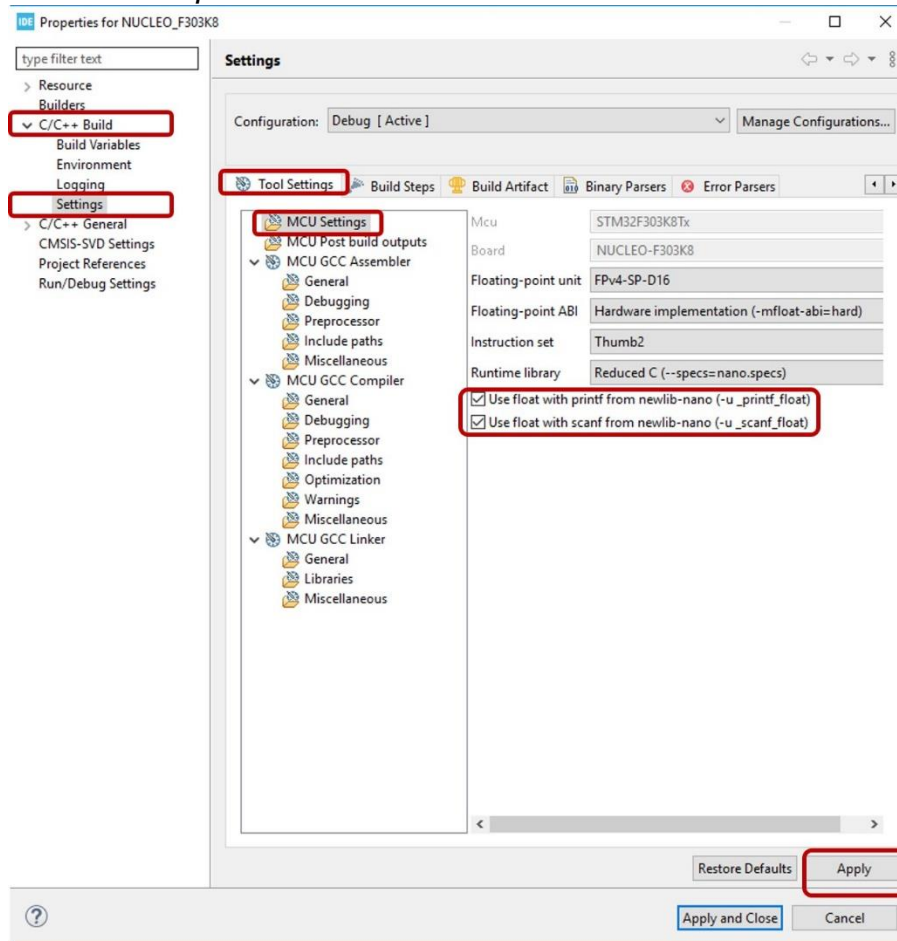 IDE Properties for NUCLEO_F303K8
type filter text
Resource
Builders
C/C++ Build
Build Variables
Environment
Logging
Settings
C/C++ General
CMSIS-SVD Settings
Project References
Run/Debug Settings
Settings
Configuration: Debug [ Active ]
Manage Configurations...
Tool Settings Build Steps Build Artifact Binary Parsers Error Parsers
MCU Settings
MCU Post build outputs
MCU GCC Assembler
General
Debugging
Preprocessor
Include paths
Miscellaneous
MCU GCC Compiler
General
Debugging
Preprocessor
Include paths
Optimization
Warnings
Miscellaneous
MCU GCC Linker
General
Libraries
Miscellaneous
Mcu STM32F303K8Tx
Board NUCLEO-F303K8
Floating-point unit FPv4-SP-D16
Floating-point ABI Hardware implementation (-mfloat-abi=hard)
Instruction set Thumb2
Runtime library Reduced C (--specs=nano.specs)
Use float with printf from newlib-nano (-u _printf_float)
Use float with scanf from newlib-nano (-u _scanf_float)
Restore Defaults Apply
Apply and Close Cancel